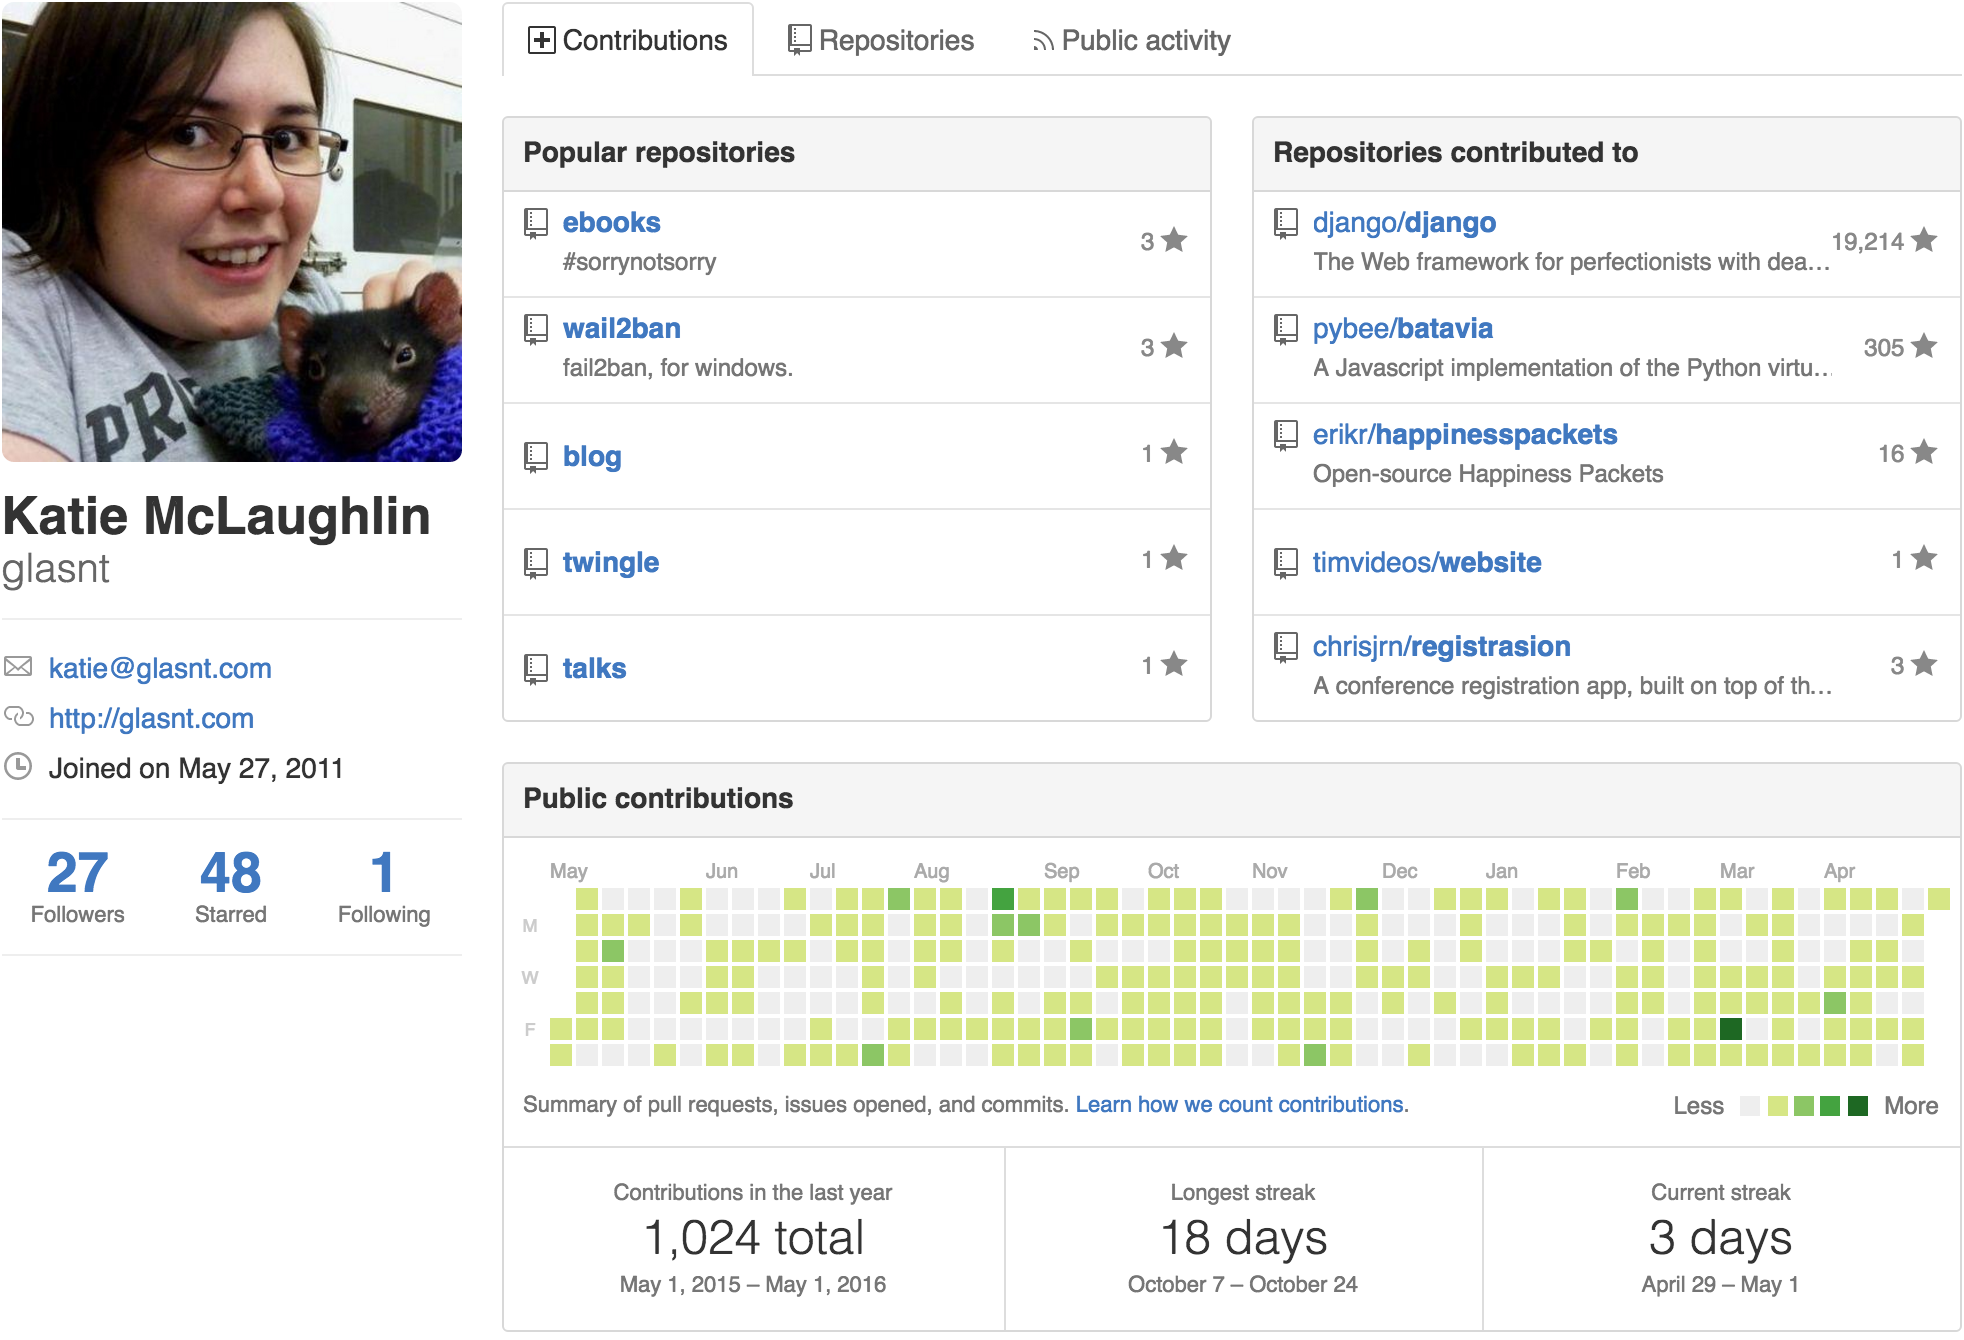 PRO
Katie McLaughlin
glasnt
katie@glasnt.com
http://glasnt.com
Joined on May 27, 2011
27 48 1
Followers Starred Following
Contributions Repositories Public activity
Popular repositories
ebooks
#sorrynotsorry
3
wail2ban
fail2ban, for windows.
3
blog
1
twingle
1
talks
1
Repositories contributed to
django/django
The Web framework for perfectionists with dea…
19,214
pybee/batavia
A Javascript implementation of the Python virtu…
305
erikr/happinesspackets
Open-source Happiness Packets
16
timvideos/website
1
chrisjrn/registrasion
A conference registration app, built on top of th…
3
Public contributions
May Jun Jul Aug Sep Oct Nov Dec Jan Feb Mar Apr
M
W
F
Summary of pull requests, issues opened, and commits. Learn how we count contributions.
Less More
Contributions in the last year
1,024 total
May 1, 2015 – May 1, 2016
Longest streak
18 days
October 7 – October 24
Current streak
3 days
April 29 – May 1